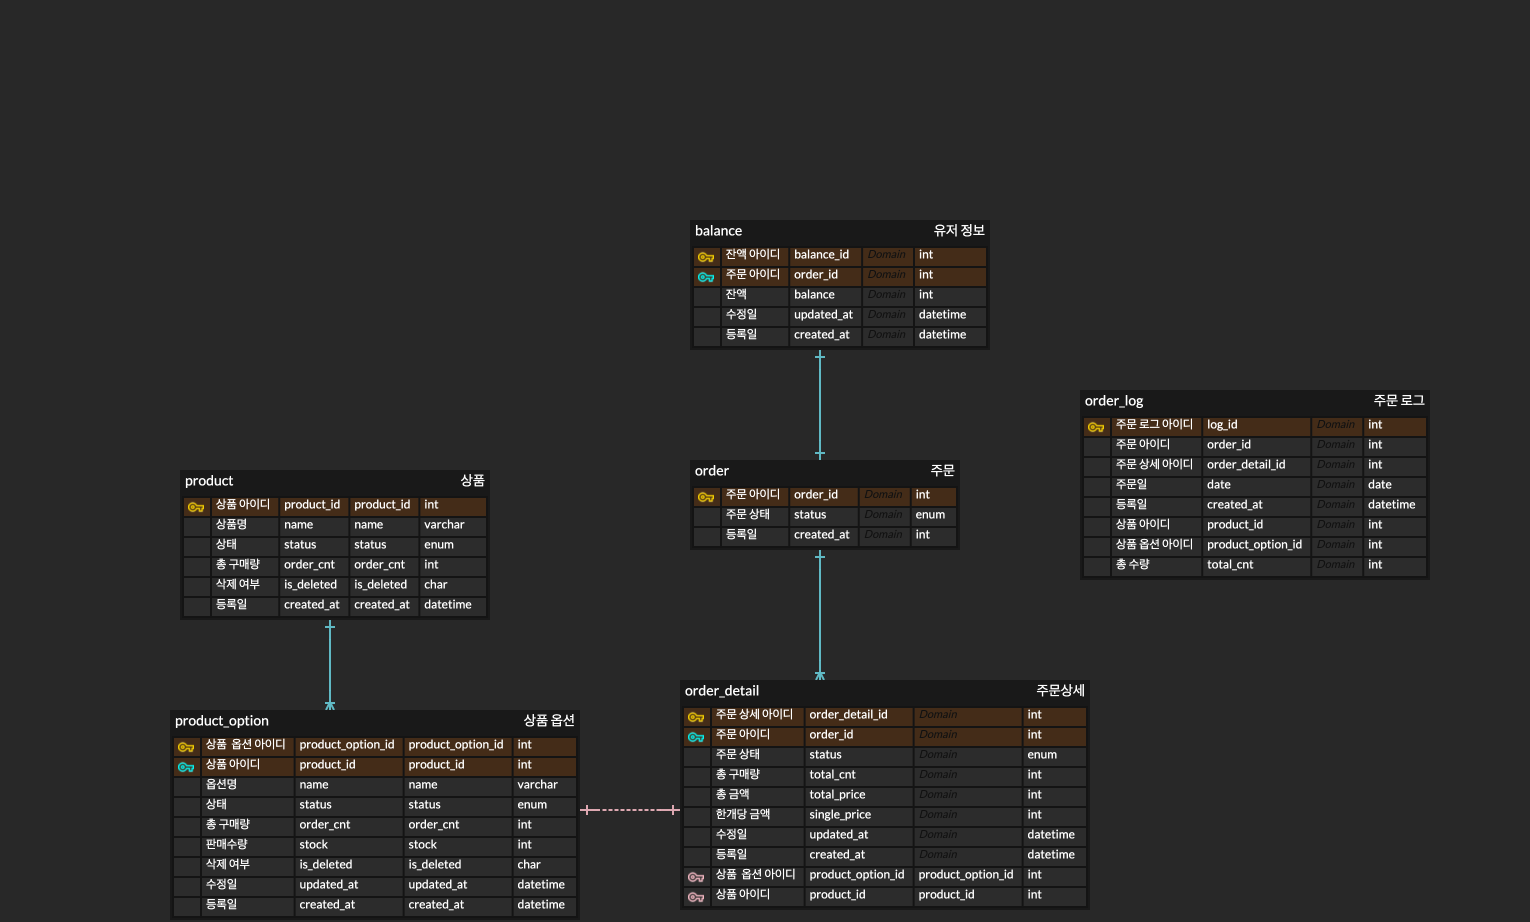 balance 유저 정보
잔액 아이디 balance_id Domain int
주문 아이디 order_id Domain int
잔액 balance Domain int
수정일 updated_at Domain datetime
등록일 created_at Domain datetime
order_log 주문 로그
주문 로그 아이디 log_id Domain int
주문 아이디 order_id Domain int
주문 상세 아이디 order_detail_id Domain int
주문일 date Domain date
등록일 created_at Domain datetime
상품 아이디 product_id Domain int
상품 옵션 아이디 product_option_id Domain int
총 수량 total_cnt Domain int
order 주문
주문 아이디 order_id Domain int
주문 상태 status Domain enum
등록일 created_at Domain int
product 상품
상품 아이디 product_id product_id int
상품명 name name varchar
상태 status status enum
총 구매량 order_cnt order_cnt int
삭제 여부 is_deleted is_deleted char
등록일 created_at created_at datetime
order_detail 주문상세
주문 상세 아이디 order_detail_id Domain int
주문 아이디 order_id Domain int
주문 상태 status Domain enum
총 구매량 total_cnt Domain int
총 금액 total_price Domain int
한개당 금액 single_price Domain int
수정일 updated_at Domain datetime
등록일 created_at Domain datetime
상품 옵션 아이디 product_option_id product_option_id int
상품 아이디 product_id product_id int
product_option 상품 옵션
상품 옵션 아이디 product_option_id product_option_id int
상품 아이디 product_id product_id int
옵션명 name name varchar
상태 status status enum
총 구매량 order_cnt order_cnt int
판매수량 stock stock int
삭제 여부 is_deleted is_deleted char
수정일 updated_at updated_at datetime
등록일 created_at created_at datetime